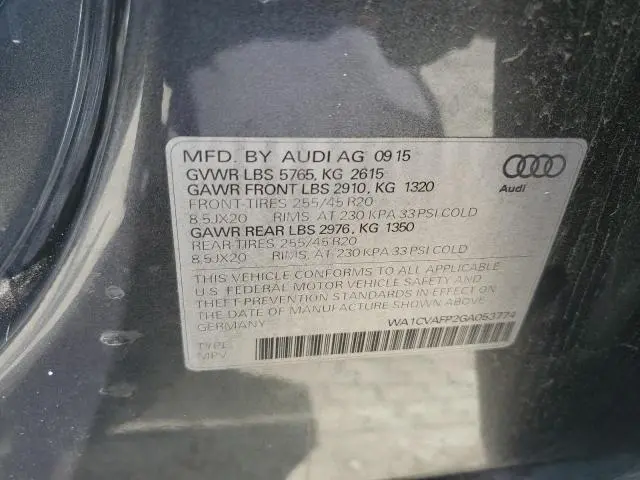 MFD. BY AUDI AG 09 15
GVWR LBS 5765, KG 2615
GAWR FRONT LBS 2910, KG 1320
FRONT-TIRES 255/45 R20
8,5JX20 RIMS, AT 230 KPA 33 PSI COLD
GAWR REAR LBS 2976, KG 1350
REAR-TIRES 255/45 R20
8,5JX20 RIMS, AT 230 KPA 33 PSI COLD
Audi
THIS VEHICLE CONFORMS TO ALL APPLICABLE
U.S. FEDERAL MOTOR VEHICLE SAFETY AND
THEFT PREVENTION STANDARDS IN EFFECT ON
THE DATE OF MANUFACTURE SHOWN ABOVE.
GERMANY
WA1CVAFP2GA053774
TYPE:
MPV